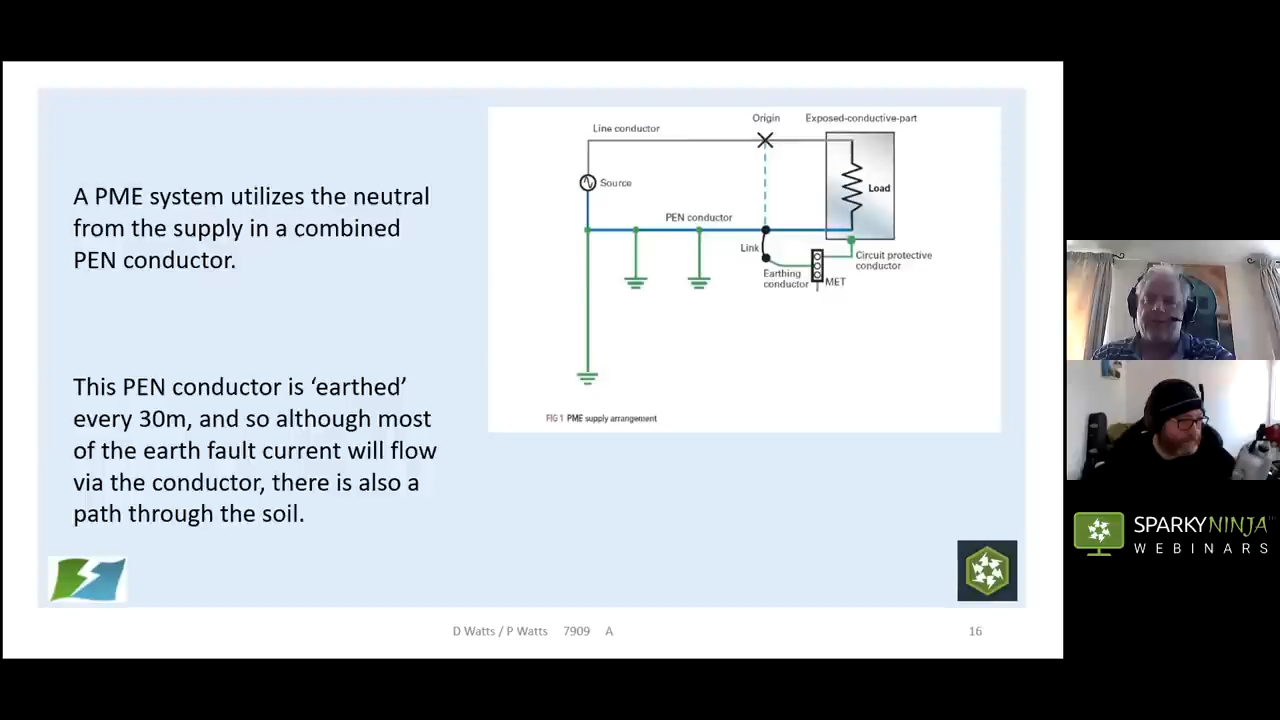 A PME system utilizes the neutral
from the supply in a combined
PEN conductor.
This PEN conductor is ‘earthed’
every 30m, and so although most
of the earth fault current will flow
via the conductor, there is also a
path through the soil.
Origin
Exposed-conductive-part
Line conductor
Source
Load
PEN conductor
Link
Circuit protective
conductor
Earthing
conductor
MET
FIG 1 PME supply arrangement
D Watts / P Watts 7909 A
16
SPARKYNINJA
WEBINARS